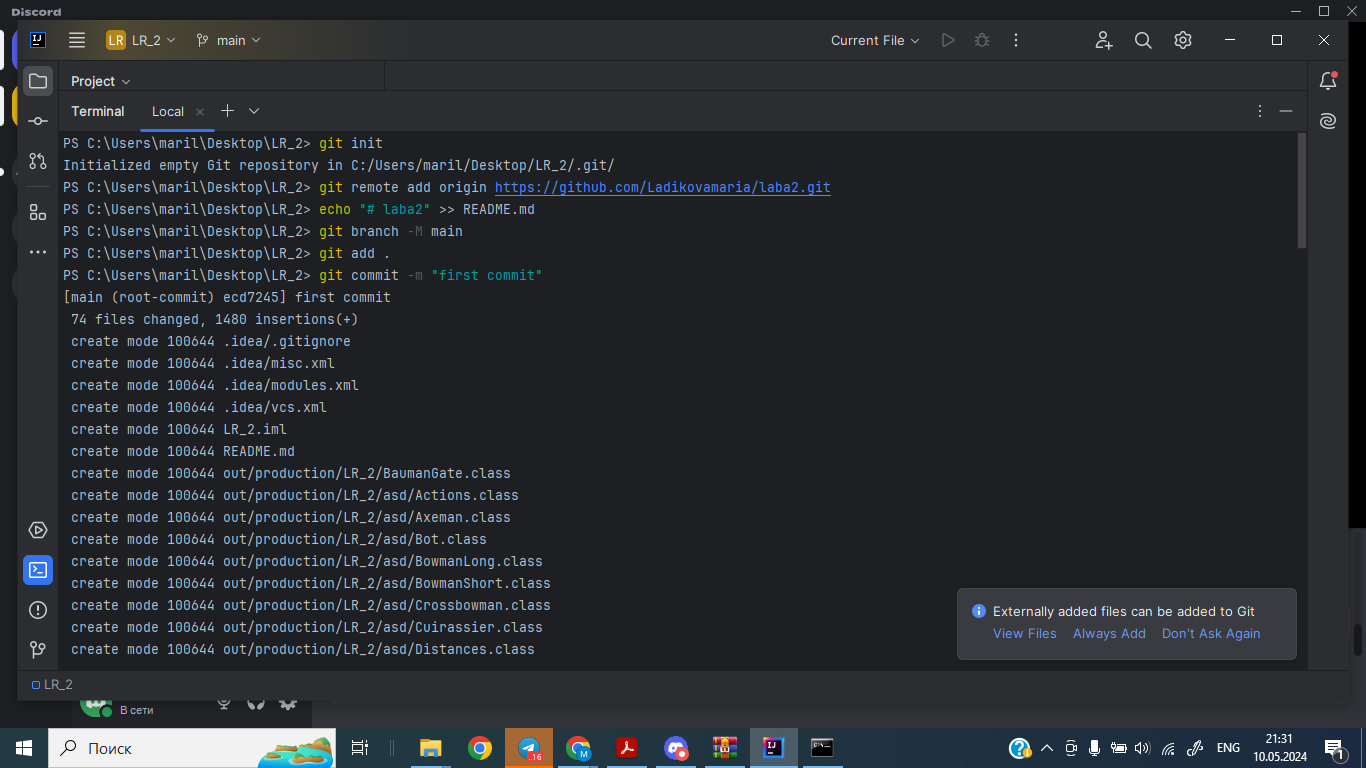 Discord
LR LR_2 main Current File
Project
Terminal Local
PS C:\Users\maril\Desktop\LR_2> git init
Initialized empty Git repository in C:/Users/maril/Desktop/LR_2/.git/
PS C:\Users\maril\Desktop\LR_2> git remote add origin https://github.com/Ladikovamaria/laba2.git
PS C:\Users\maril\Desktop\LR_2> echo "# laba2" >> README.md
PS C:\Users\maril\Desktop\LR_2> git branch -M main
PS C:\Users\maril\Desktop\LR_2> git add .
PS C:\Users\maril\Desktop\LR_2> git commit -m "first commit"
[main (root-commit) ecd7245] first commit
74 files changed, 1480 insertions(+)
create mode 100644 .idea/.gitignore
create mode 100644 .idea/misc.xml
create mode 100644 .idea/modules.xml
create mode 100644 .idea/vcs.xml
create mode 100644 LR_2.iml
create mode 100644 README.md
create mode 100644 out/production/LR_2/BaumanGate.class
create mode 100644 out/production/LR_2/asd/Actions.class
create mode 100644 out/production/LR_2/asd/Axeman.class
create mode 100644 out/production/LR_2/asd/Bot.class
create mode 100644 out/production/LR_2/asd/BowmanLong.class
create mode 100644 out/production/LR_2/asd/BowmanShort.class
create mode 100644 out/production/LR_2/asd/Crossbowman.class
create mode 100644 out/production/LR_2/asd/Cuirassier.class
create mode 100644 out/production/LR_2/asd/Distances.class
Externally added files can be added to Git
View Files Always Add Don't Ask Again
LR_2
В сети
Поиск
16
ENG
21:31
10.05.2024
1